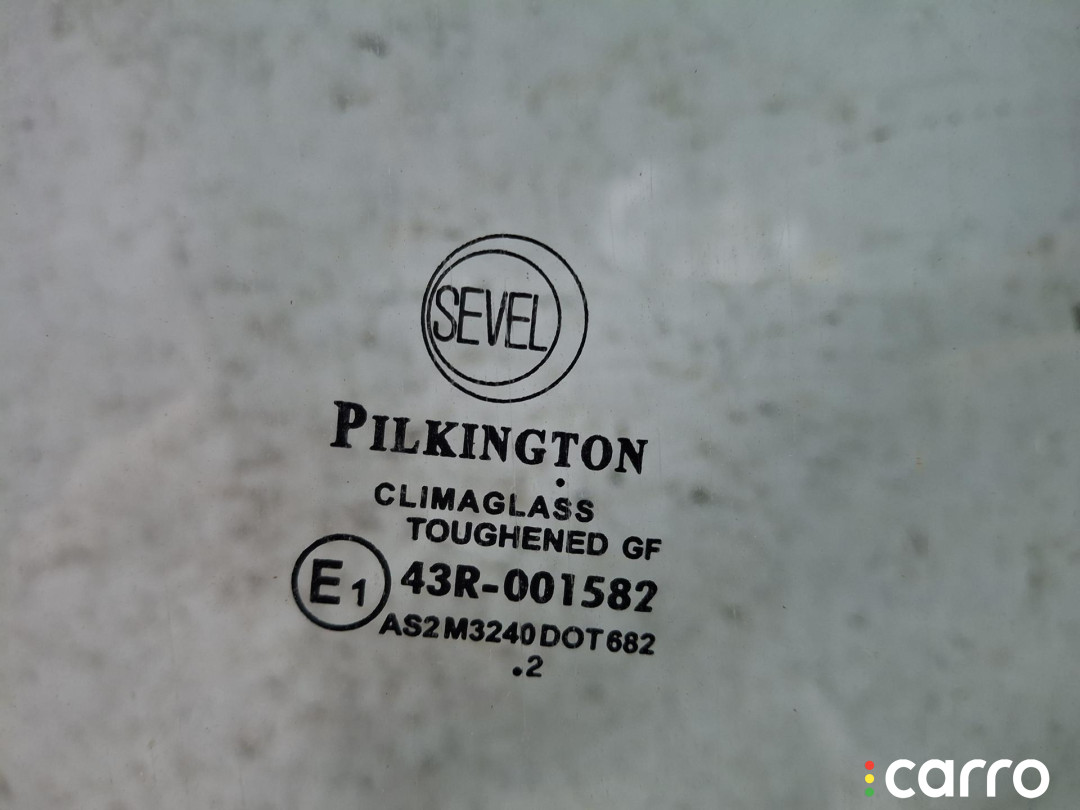 SEVEL
PILKINGTON
CLIMAGLASS
TOUGHENED GF
E1 43R-001582
AS2 M3240 DOT 682
.2
carro